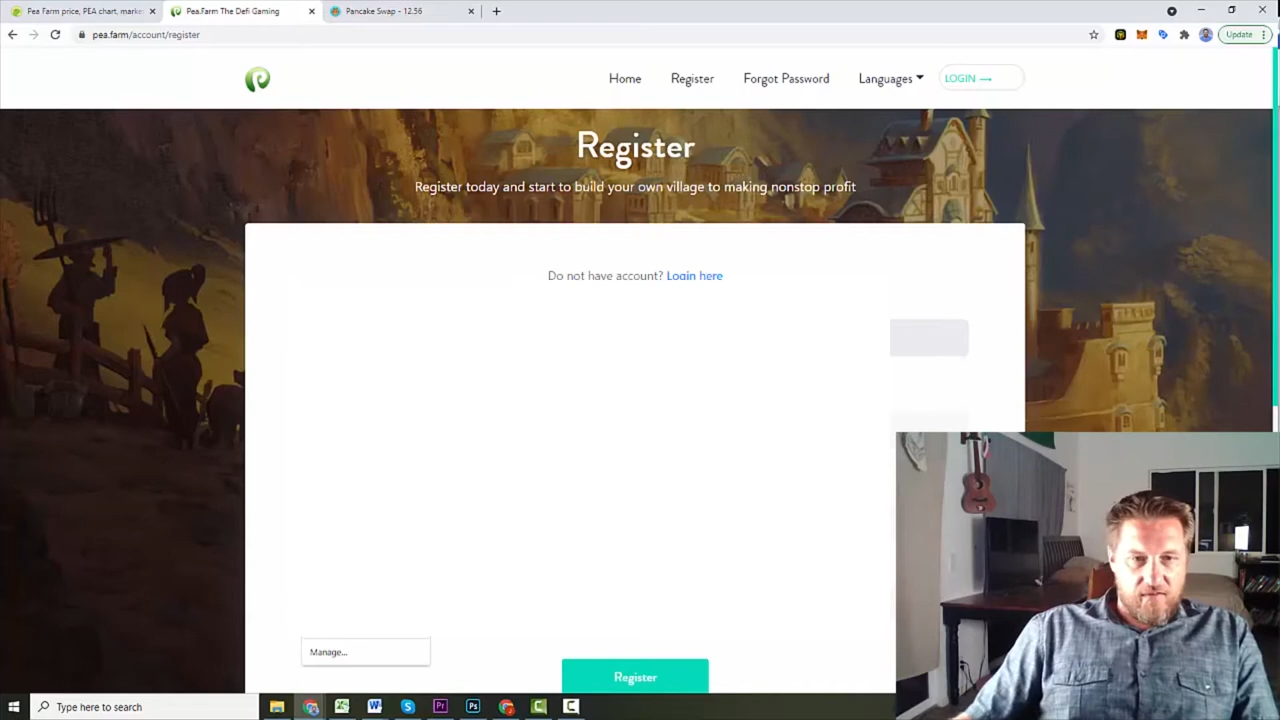 Pea Farm price, PEA chart, marke
Pea.Farm The Defi Gaming
Pancake Swap - 12.56
pea.farm/account/register
Update
Home
Register
Forgot Password
Languages
LOGIN →
Register
Register today and start to build your own village to making nonstop profit
Do not have account? Login here
Manage...
Register
Type here to search